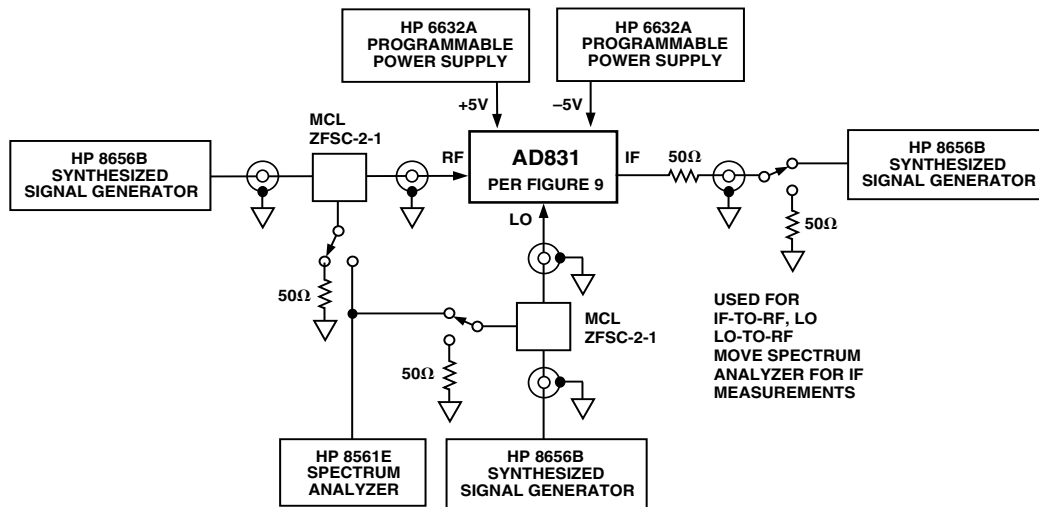 HP 6632A
PROGRAMMABLE
POWER SUPPLY
HP 6632A
PROGRAMMABLE
POWER SUPPLY
+5V
–5V
MCL
ZFSC-2-1
HP 8656B
SYNTHESIZED
SIGNAL GENERATOR
RF
AD831
PER FIGURE 9
IF
LO
50Ω
HP 8656B
SYNTHESIZED
SIGNAL GENERATOR
50Ω
50Ω
MCL
ZFSC-2-1
50Ω
USED FOR
IF-TO-RF, LO
LO-TO-RF
MOVE SPECTRUM
ANALYZER FOR IF
MEASUREMENTS
HP 8561E
SPECTRUM
ANALYZER
HP 8656B
SYNTHESIZED
SIGNAL GENERATOR